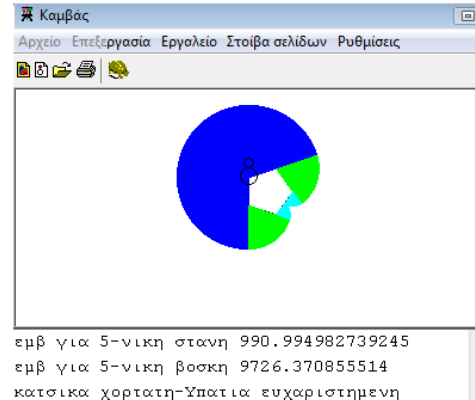 Καμβάς
Αρχείο Επεξεργασία Εργαλείο Στοίβα σελίδων Ρυθμίσεις
εμβ για 5-νικη στανη 990.994982739245
εμβ για 5-νικη βοσκη 9726.370855514
κατσικα χορτατη-Υπατια ευχαριστημενη